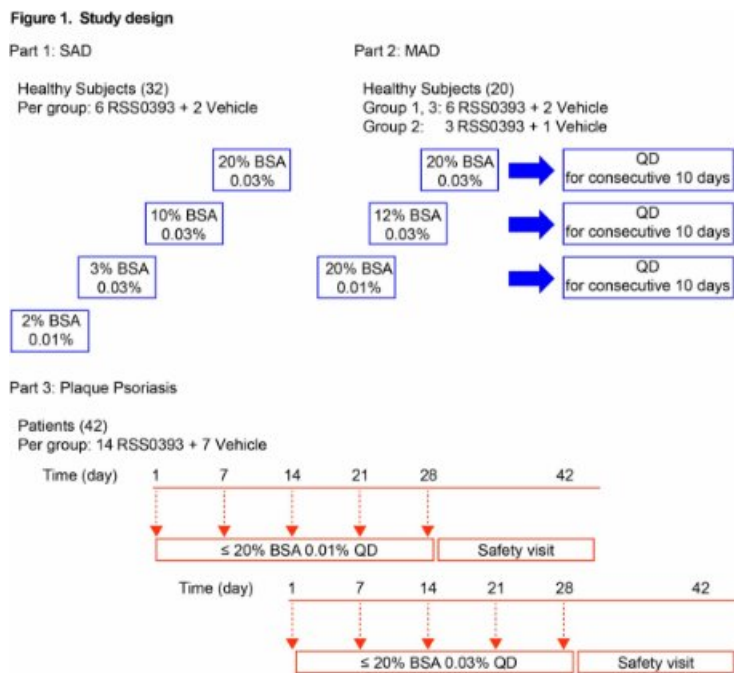 Figure 1. Study design
Part 1: SAD
Healthy Subjects (32)
Per group: 6 RSS0393 + 2 Vehicle
20% BSA
0.03%
10% BSA
0.03%
3% BSA
0.03%
2% BSA
0.01%
Part 2: MAD
Healthy Subjects (20)
Group 1, 3: 6 RSS0393 + 2 Vehicle
Group 2: 3 RSS0393 + 1 Vehicle
20% BSA
0.03%
QD
for consecutive 10 days
12% BSA
0.03%
QD
for consecutive 10 days
20% BSA
0.01%
QD
for consecutive 10 days
Part 3: Plaque Psoriasis
Patients (42)
Per group: 14 RSS0393 + 7 Vehicle
Time (day) 1 7 14 21 28 42
≤ 20% BSA 0.01% QD Safety visit
Time (day) 1 7 14 21 28 42
≤ 20% BSA 0.03% QD Safety visit